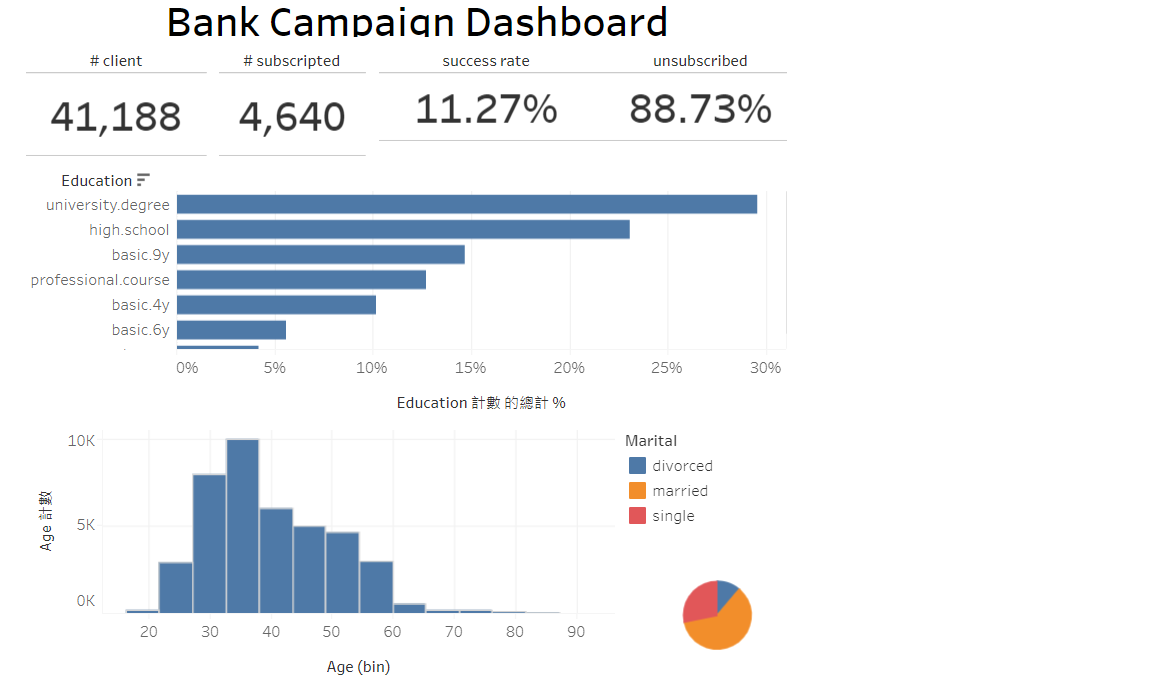 Bank Campaign Dashboard
# client
# subscripted
success rate
unsubscribed
41,188
4,640
11.27%
88.73%
Education
university.degree
high.school
basic.9y
professional.course
basic.4y
basic.6y
0% 5% 10% 15% 20% 25% 30%
Education 計數 的總計 %
10K
5K
0K
Age 計數
20 30 40 50 60 70 80 90
Age (bin)
Marital
divorced
married
single